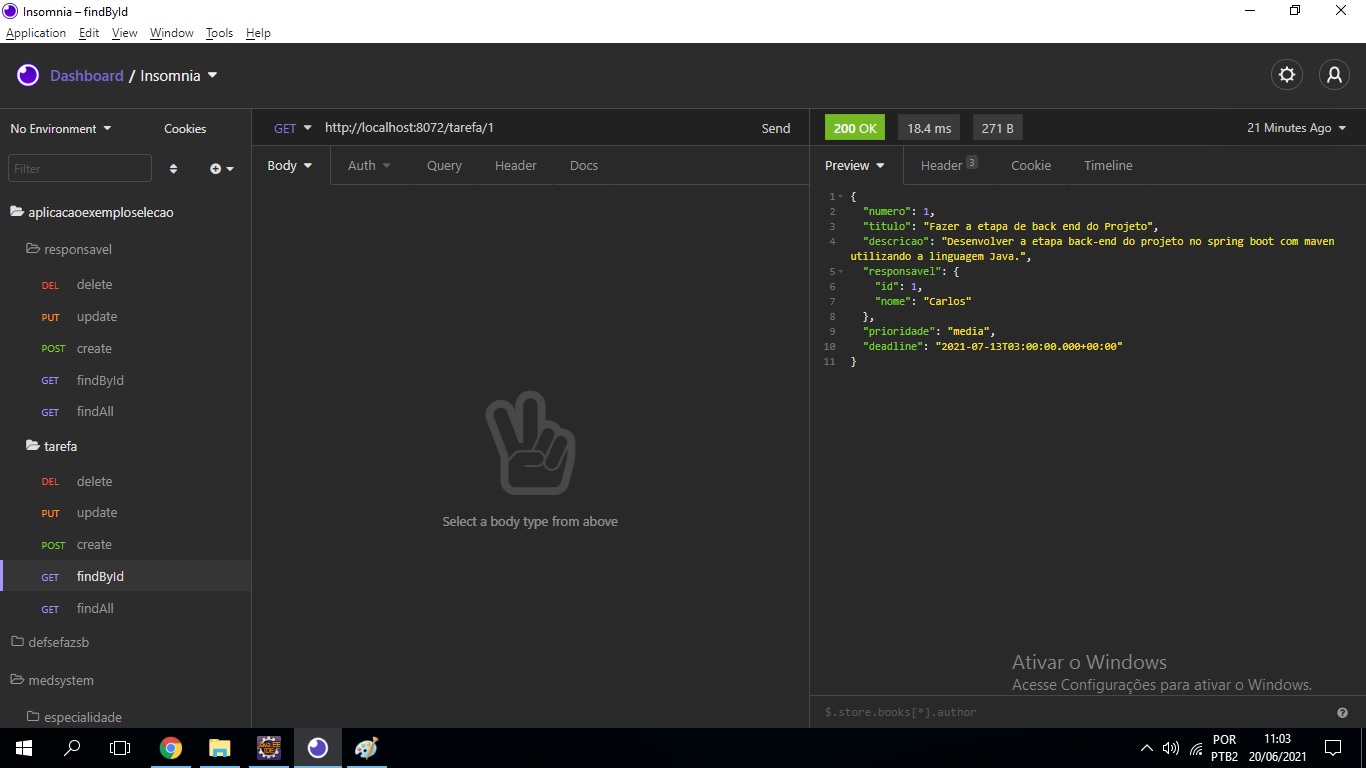 Insomnia – findById
Application Edit View Window Tools Help
Dashboard / Insomnia
No Environment Cookies
Filter
aplicacaoexemploselecao
responsavel
DEL delete
PUT update
POST create
GET findById
GET findAll
tarefa
DEL delete
PUT update
POST create
GET findById
GET findAll
defsefazsb
medsystem
especialidade
GET http://localhost:8072/tarefa/1 Send
Body Auth Query Header Docs
Select a body type from above
200 OK 18.4 ms 271 B 21 Minutes Ago
Preview Header 3 Cookie Timeline
1 {
2 "numero": 1,
3 "titulo": "Fazer a etapa de back end do Projeto",
4 "descricao": "Desenvolver a etapa back-end do projeto no spring boot com maven
utilizando a linguagem Java.",
5 "responsavel": {
6 "id": 1,
7 "nome": "Carlos"
8 },
9 "prioridade": "media",
10 "deadline": "2021-07-13T03:00:00.000+00:00"
11 }
Ativar o Windows
Acesse Configurações para ativar o Windows.
$.store.books[*].author
JAVA EE
IDE
POR
PTB2
11:03
20/06/2021